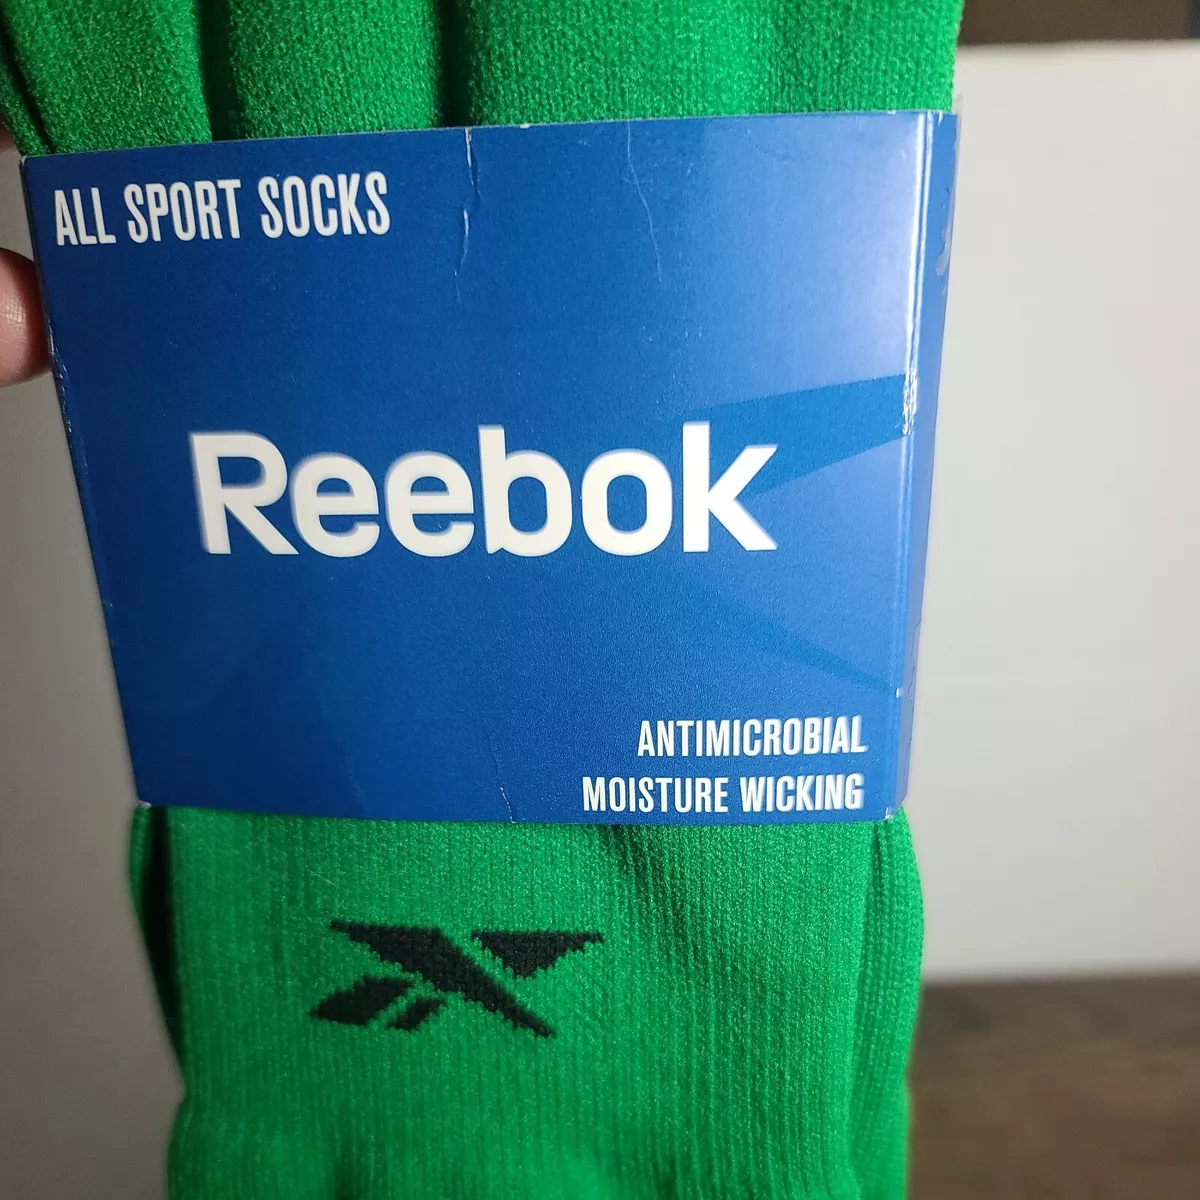 ALL SPORT SOCKS
Reebok
ANTIMICROBIAL
MOISTURE WICKING